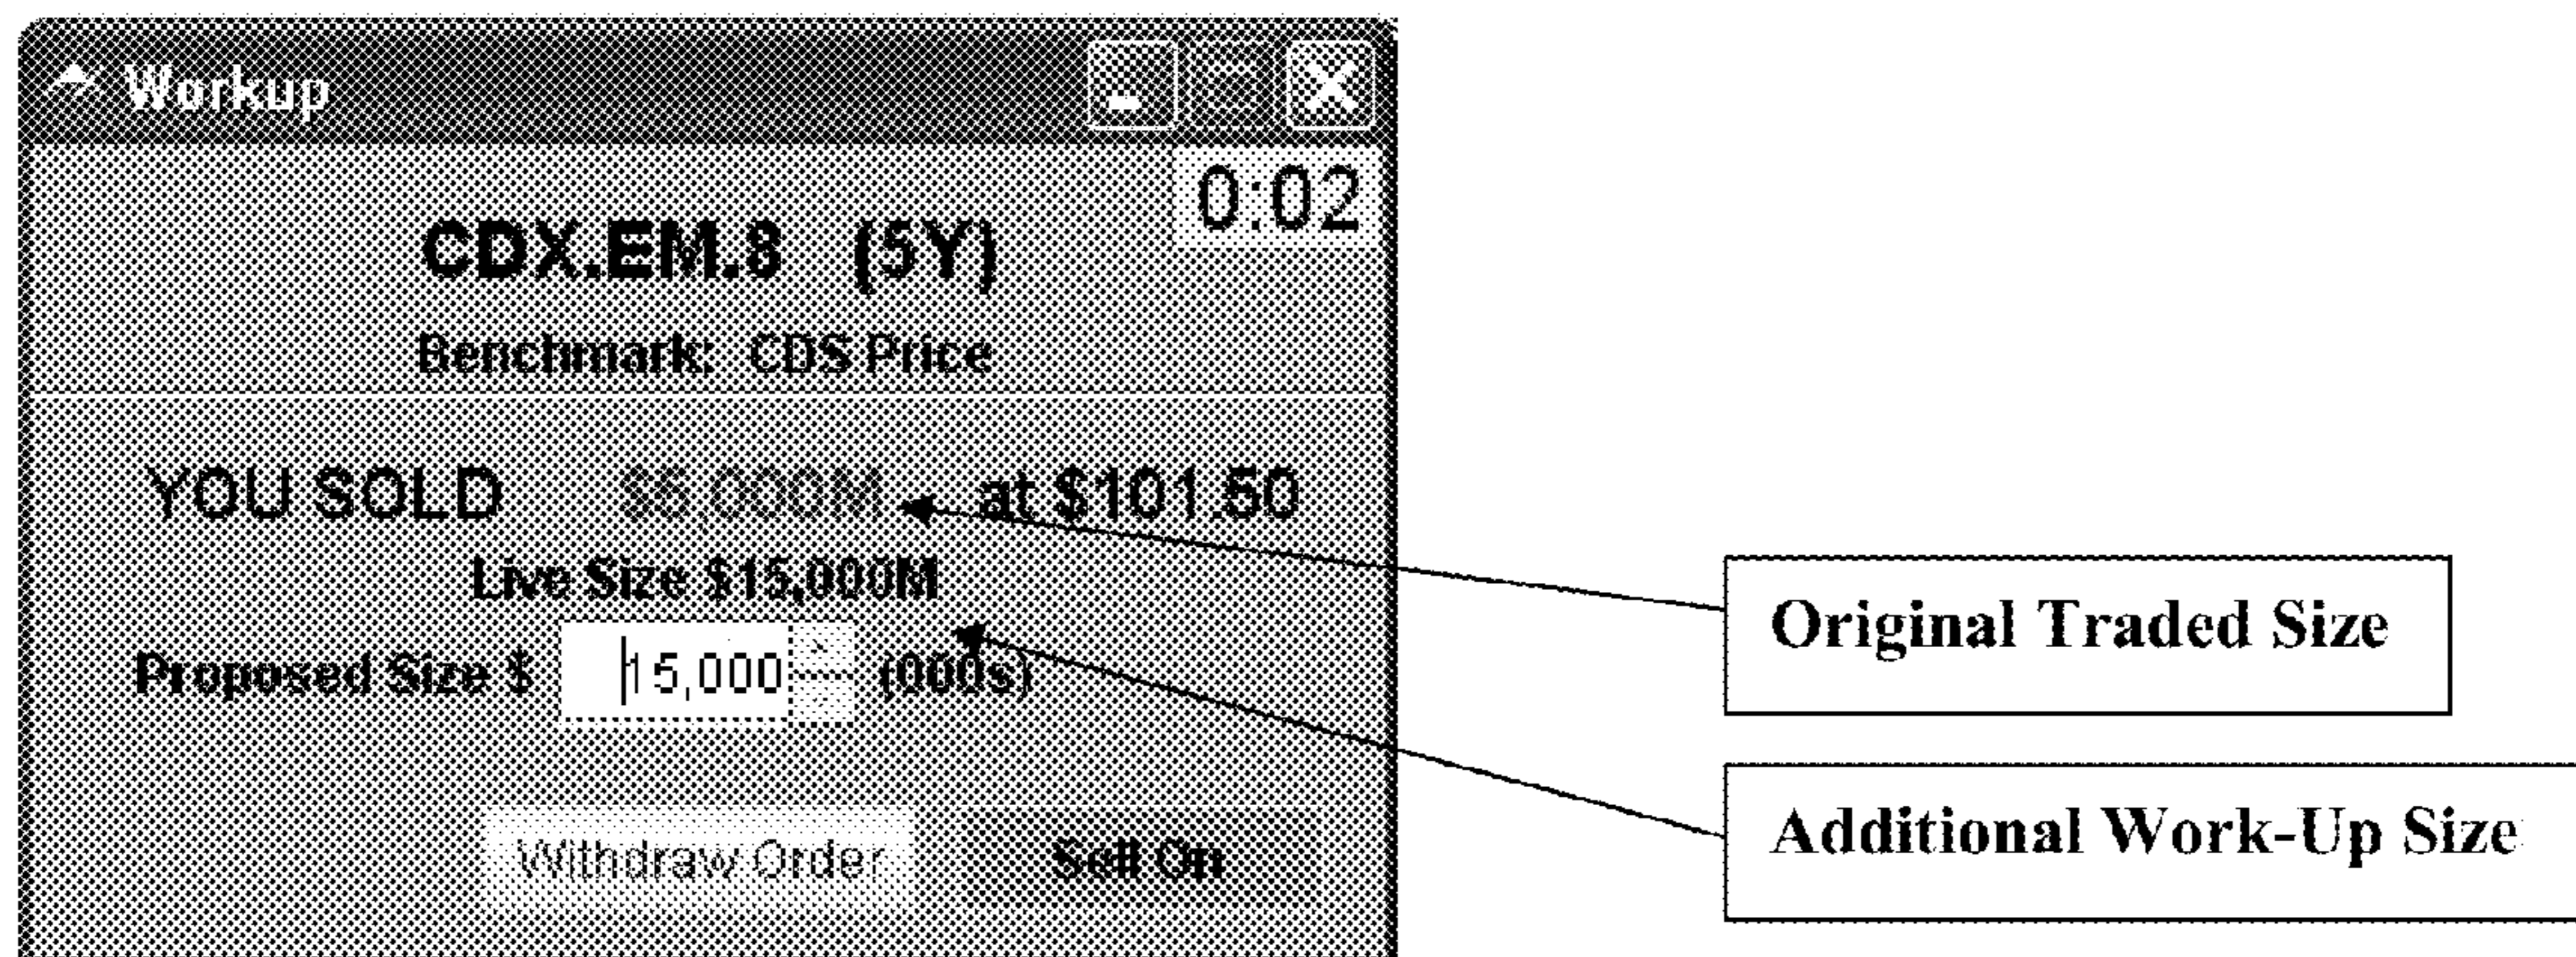 Workup
0:02
CDX.EM.8 (5Y)
Benchmark: CDS Price
YOU SOLD $5,000M at $101.50
Live Size $15,000M
Proposed Size $ 15,000 (000s)
Withdraw Order Sell On
Original Traded Size
Additional Work-Up Size